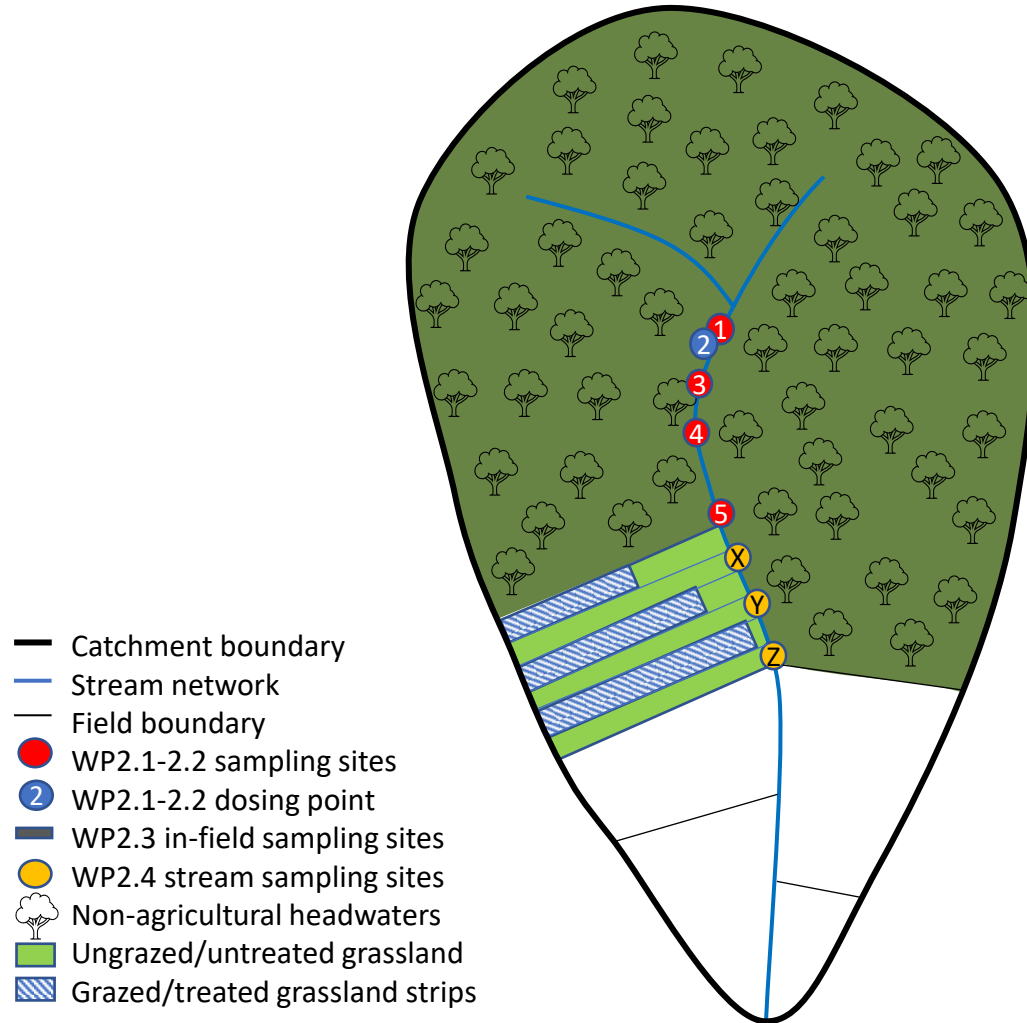 1
2
3
4
5
X
Y
Z
Catchment boundary
Stream network
Field boundary
WP2.1-2.2 sampling sites
2 WP2.1-2.2 dosing point
WP2.3 in-field sampling sites
WP2.4 stream sampling sites
Non-agricultural headwaters
Ungrazed/untreated grassland
Grazed/treated grassland strips